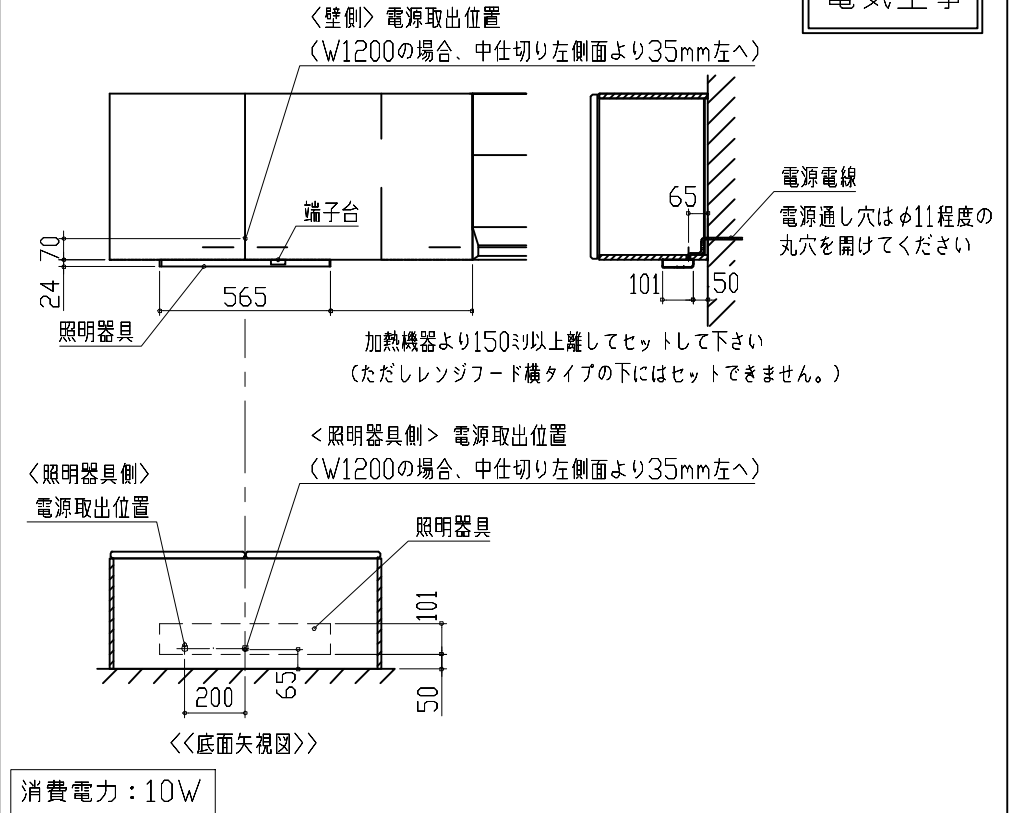 〈壁側〉電源取出位置
（W1200の場合、中仕切り左側面より35mm左へ）
65
電源電線
電源通し穴はφ11程度の
丸穴を開けてください
端子台
70
24
565
101
50
照明器具
加熱機器より150ミリ以上離してセットして下さい
（ただしレンジフード横タイプの下にはセットできません。）
＜照明器具側＞ 電源取出位置
（W1200の場合、中仕切り左側面より35mm左へ）
〈照明器具側〉
電源取出位置
照明器具
101
65
50
200
〈〈底面矢視図〉〉
消費電力：10W